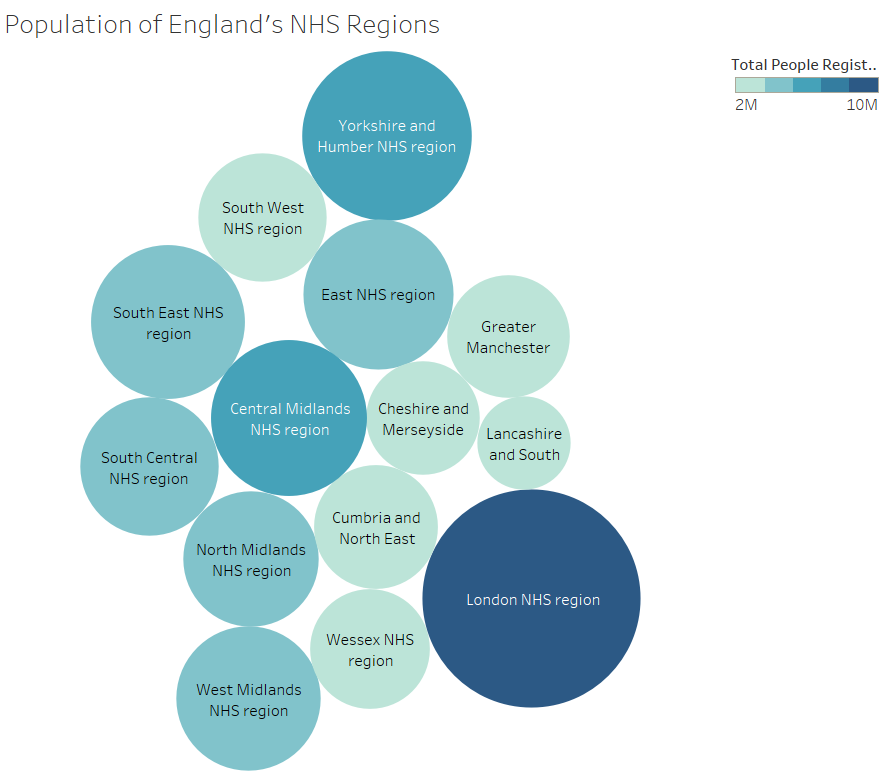 Population of England's NHS Regions
Total People Regist..
2M 10M
Yorkshire and
Humber NHS region
South West
NHS region
East NHS region
South East NHS
region
Greater
Manchester
Central Midlands
NHS region
Cheshire and
Merseyside
Lancashire
and South
South Central
NHS region
Cumbria and
North East
North Midlands
NHS region
London NHS region
Wessex NHS
region
West Midlands
NHS region